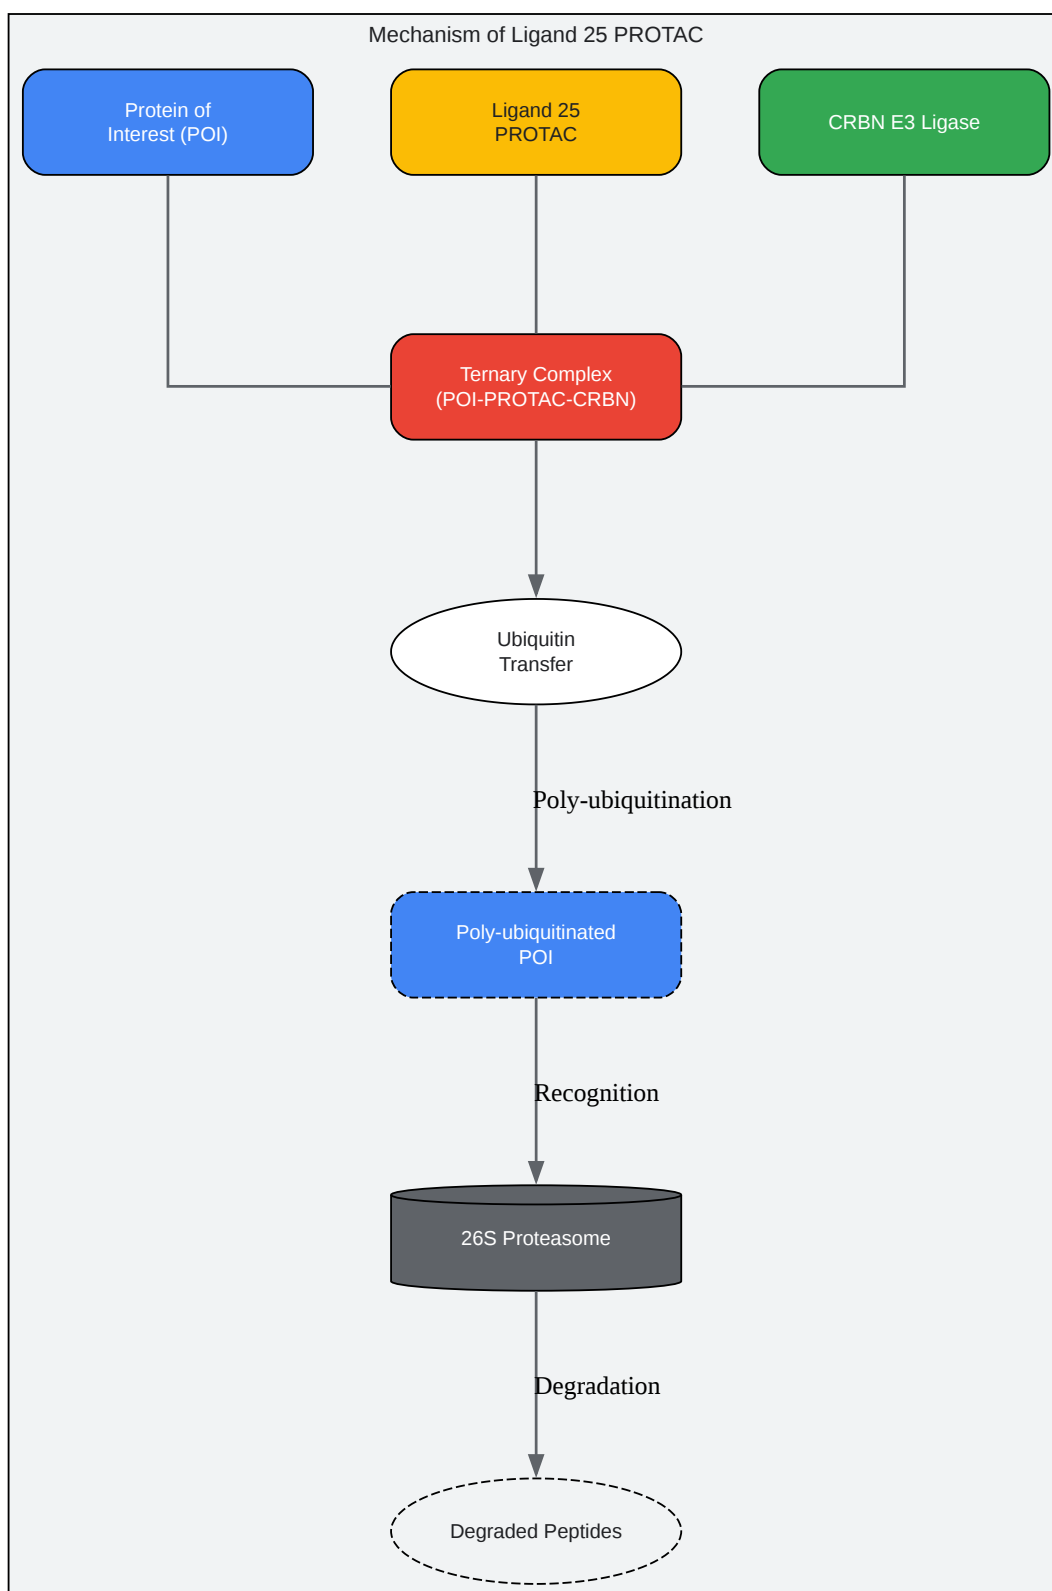 Mechanism of Ligand 25 PROTAC
Protein of
Interest (POI)
Ligand 25
PROTAC
CRBN E3 Ligase
Ternary Complex
(POI-PROTAC-CRBN)
Ubiquitin
Transfer
Poly-ubiquitination
Poly-ubiquitinated
POI
Recognition
26S Proteasome
Degradation
Degraded Peptides